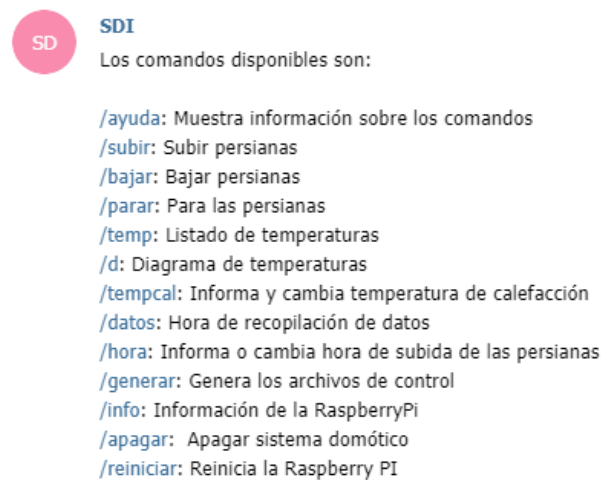 SD
SDI
Los comandos disponibles son:
/ayuda: Muestra información sobre los comandos
/subir: Subir persianas
/bajar: Bajar persianas
/parar: Para las persianas
/temp: Listado de temperaturas
/d: Diagrama de temperaturas
/tempcal: Informa y cambia temperatura de calefacción
/datos: Hora de recopilación de datos
/hora: Informa o cambia hora de subida de las persianas
/generar: Genera los archivos de control
/info: Información de la RaspberryPi
/apagar:  Apagar sistema domótico
/reiniciar: Reinicia la Raspberry PI